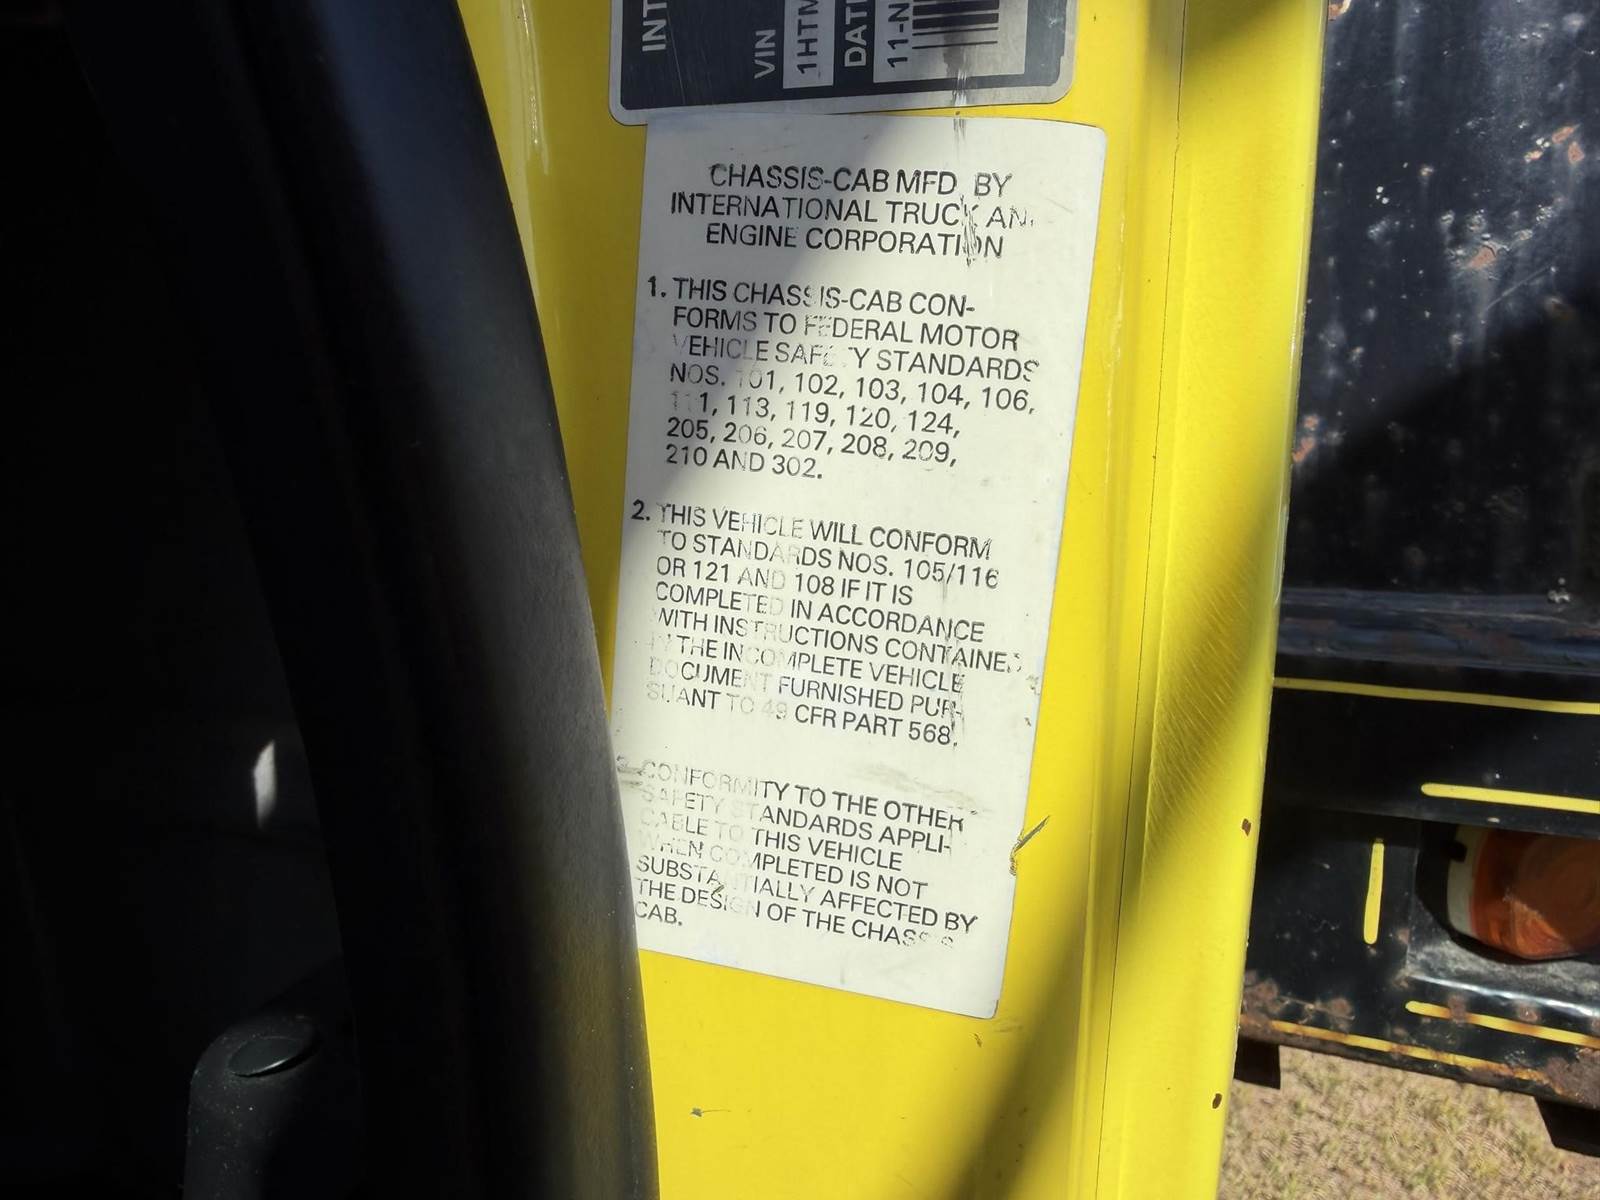 INT
VIN
1HTM
DATE
11-N
CHASSIS-CAB MFD. BY
INTERNATIONAL TRUCK AN
ENGINE CORPORATION
1. THIS CHASSIS-CAB CON-
FORMS TO FEDERAL MOTOR
VEHICLE SAFETY STANDARDS
NOS. 101, 102, 103, 104, 106,
111, 113, 119, 120, 124,
205, 206, 207, 208, 209,
210 AND 302.
2. THIS VEHICLE WILL CONFORM
TO STANDARDS NOS. 105/116
OR 121 AND 108 IF IT IS
COMPLETED IN ACCORDANCE
WITH INSTRUCTIONS CONTAINED
IN THE INCOMPLETE VEHICLE
DOCUMENT FURNISHED PUR-
SUANT TO 49 CFR PART 568.
3. CONFORMITY TO THE OTHER
SAFETY STANDARDS APPLI-
CABLE TO THIS VEHICLE
WHEN COMPLETED IS NOT
SUBSTANTIALLY AFFECTED BY
THE DESIGN OF THE CHASSIS
CAB.